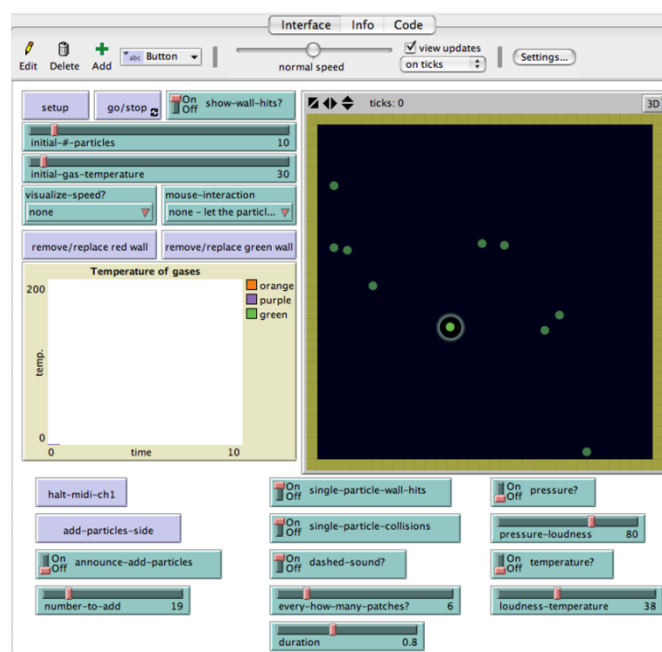 Interface Info Code
Edit Delete Add abc Button normal speed view updates on ticks Settings...
setup go/stop On Off show-wall-hits? ticks: 0 3D
initial-#-particles 10
initial-gas-temperature 30
visualize-speed? mouse-interaction
none none - let the particl...
remove/replace red wall remove/replace green wall
Temperature of gases
200 orange
purple
green
temp.
0
0 time 10
halt-midi-ch1 On Off single-particle-wall-hits On Off pressure?
add-particles-side On Off single-particle-collisions pressure-loudness 80
On Off announce-add-particles On Off dashed-sound? On Off temperature?
number-to-add 19 every-how-many-patches? 6 loudness-temperature 38
duration 0.8